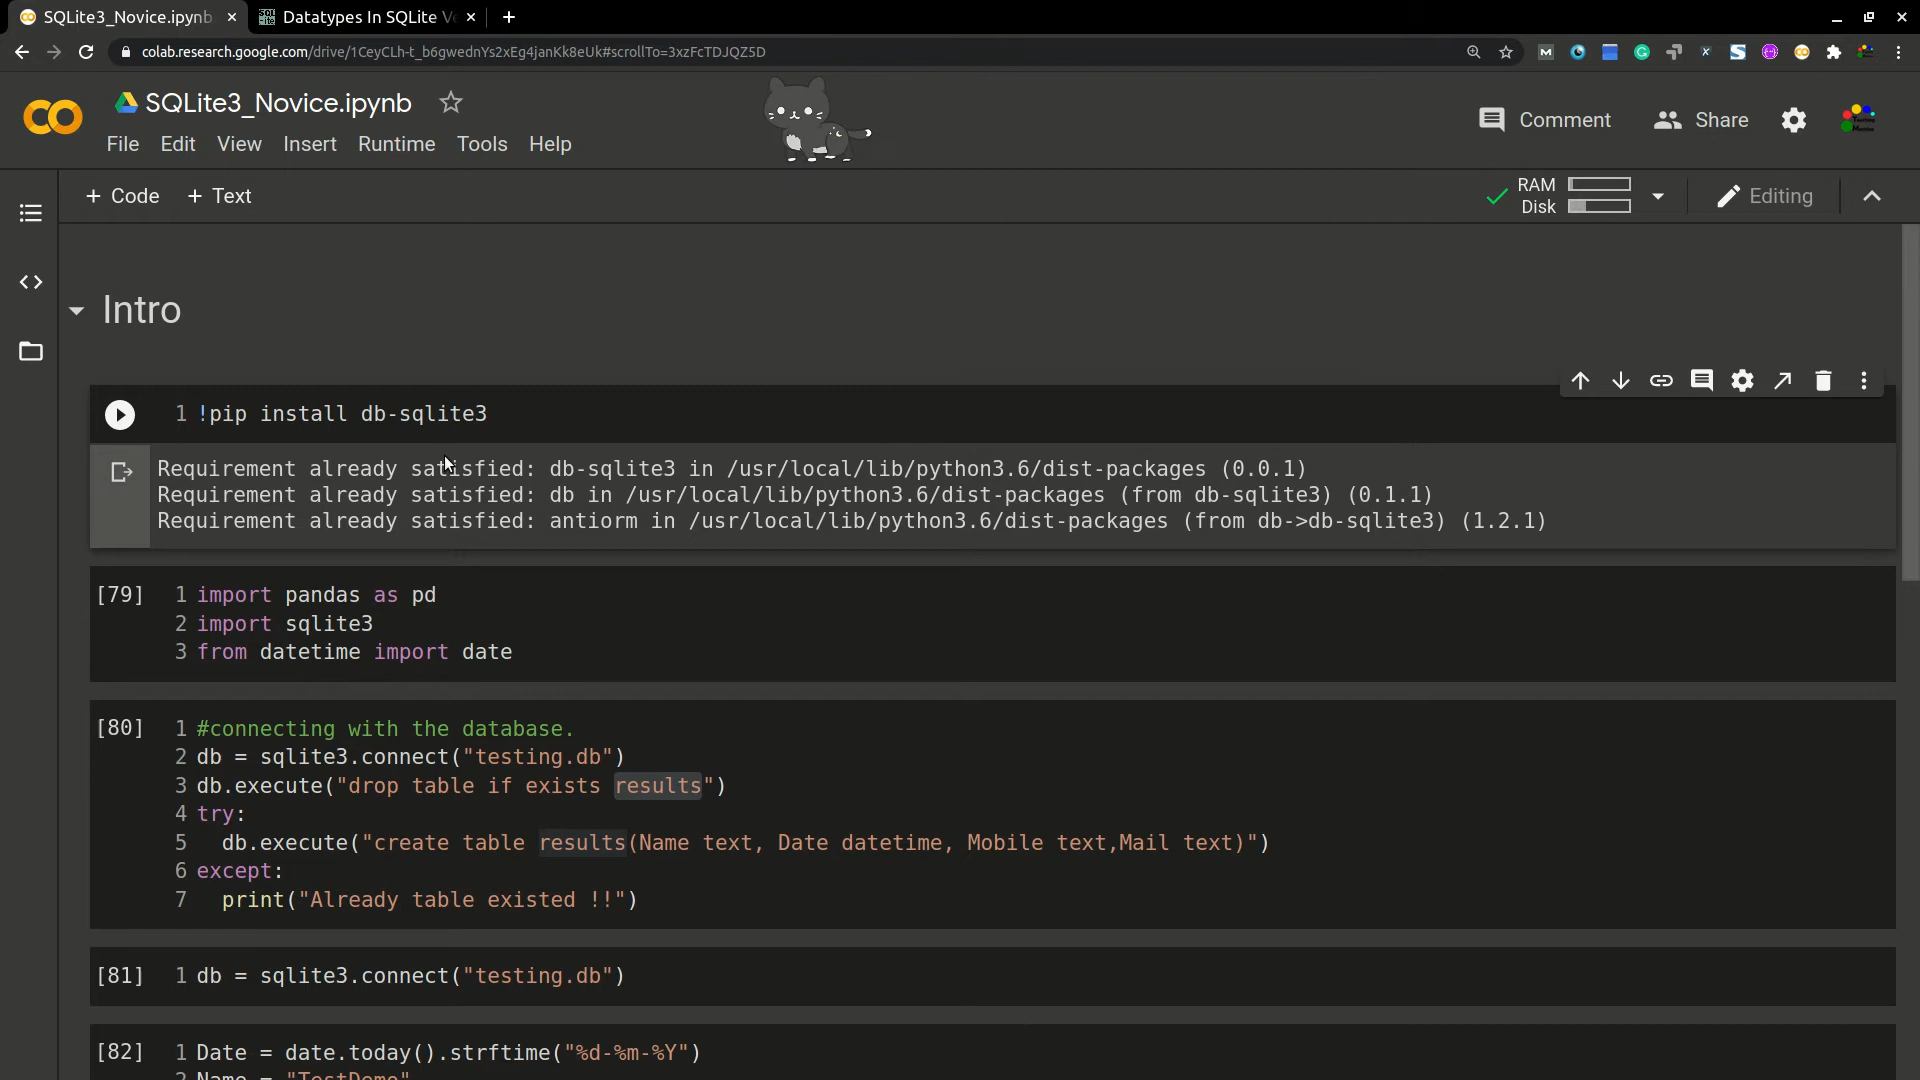 SQLite3_Novice.ipynb
Datatypes In SQLite Ve
colab.research.google.com/drive/1CeyCLh-t_b6gwednYs2xEg4janKk8eUk#scrollTo=3xzFcTDJQZ5D
SQLite3_Novice.ipynb
File Edit View Insert Runtime Tools Help
Comment
Share
+ Code + Text
RAM
Disk
Editing
Intro
1 !pip install db-sqlite3
Requirement already satisfied: db-sqlite3 in /usr/local/lib/python3.6/dist-packages (0.0.1)
Requirement already satisfied: db in /usr/local/lib/python3.6/dist-packages (from db-sqlite3) (0.1.1)
Requirement already satisfied: antiorm in /usr/local/lib/python3.6/dist-packages (from db->db-sqlite3) (1.2.1)
[79] 1 import pandas as pd
2 import sqlite3
3 from datetime import date
[80] 1 #connecting with the database.
2 db = sqlite3.connect("testing.db")
3 db.execute("drop table if exists results")
4 try:
5   db.execute("create table results(Name text, Date datetime, Mobile text,Mail text)")
6 except:
7   print("Already table existed !!")
[81] 1 db = sqlite3.connect("testing.db")
[82] 1 Date = date.today().strftime("%d-%m-%Y")
2 Name = "TestDemo"